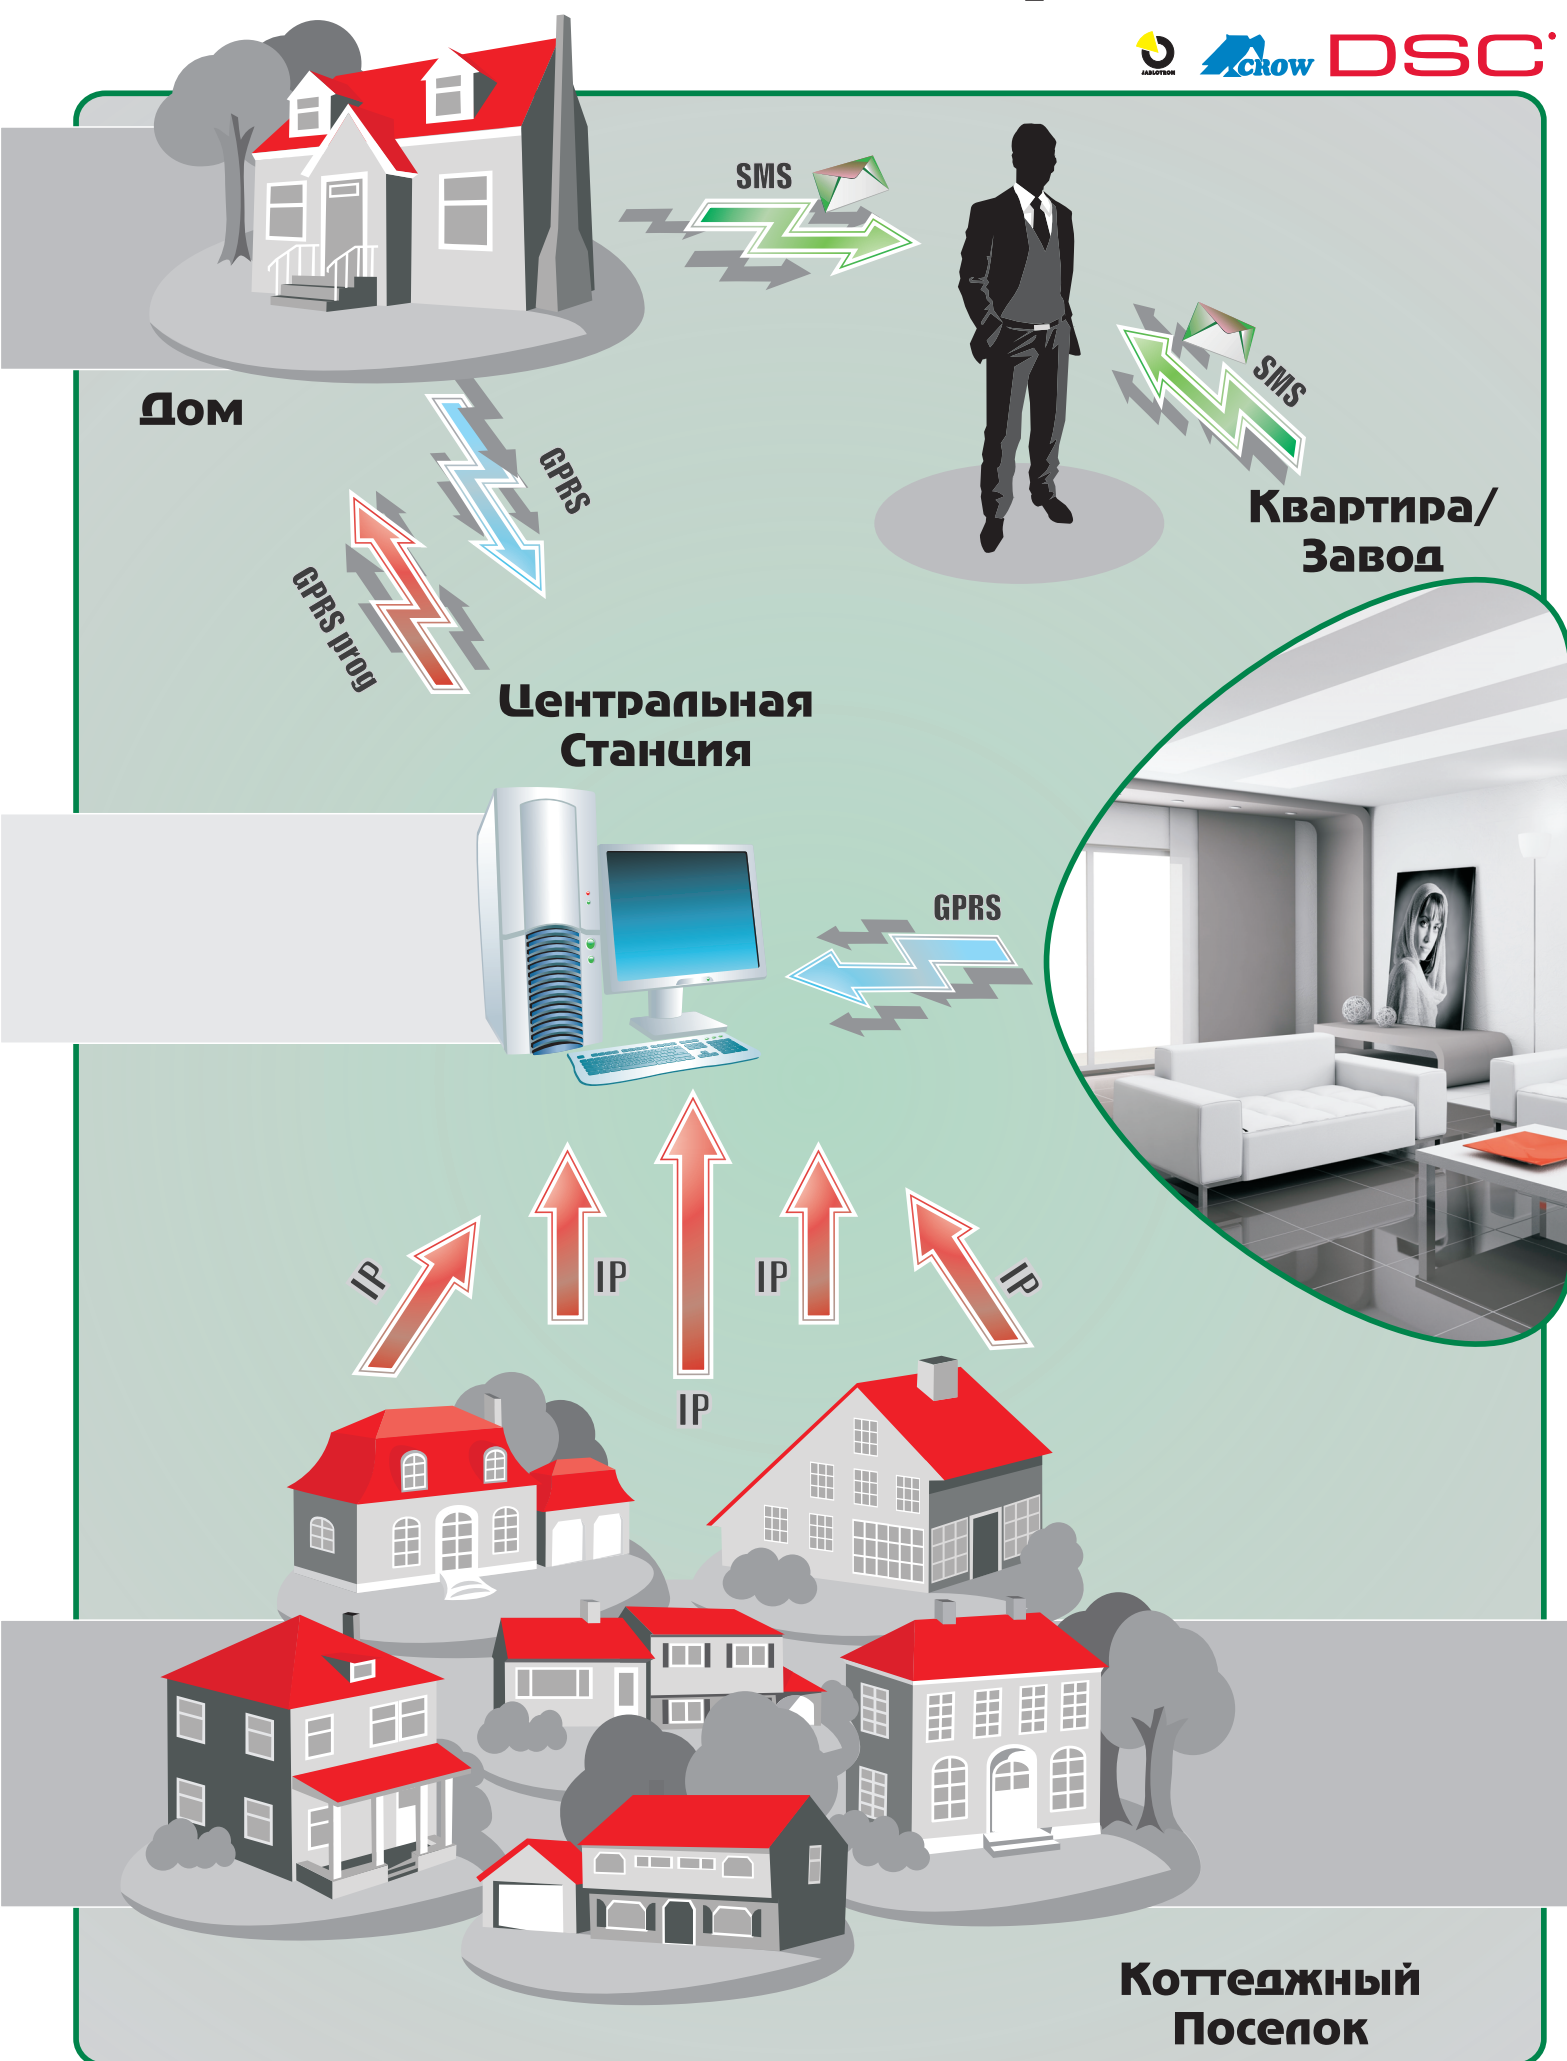 JABLOTRON
CROW
DSC
SMS
SMS
Дом
GPRS
Квартира/
Завод
GPRS prog
Центральная
Станция
GPRS
IP
IP
IP
IP
IP
Коттеджный
Поселок